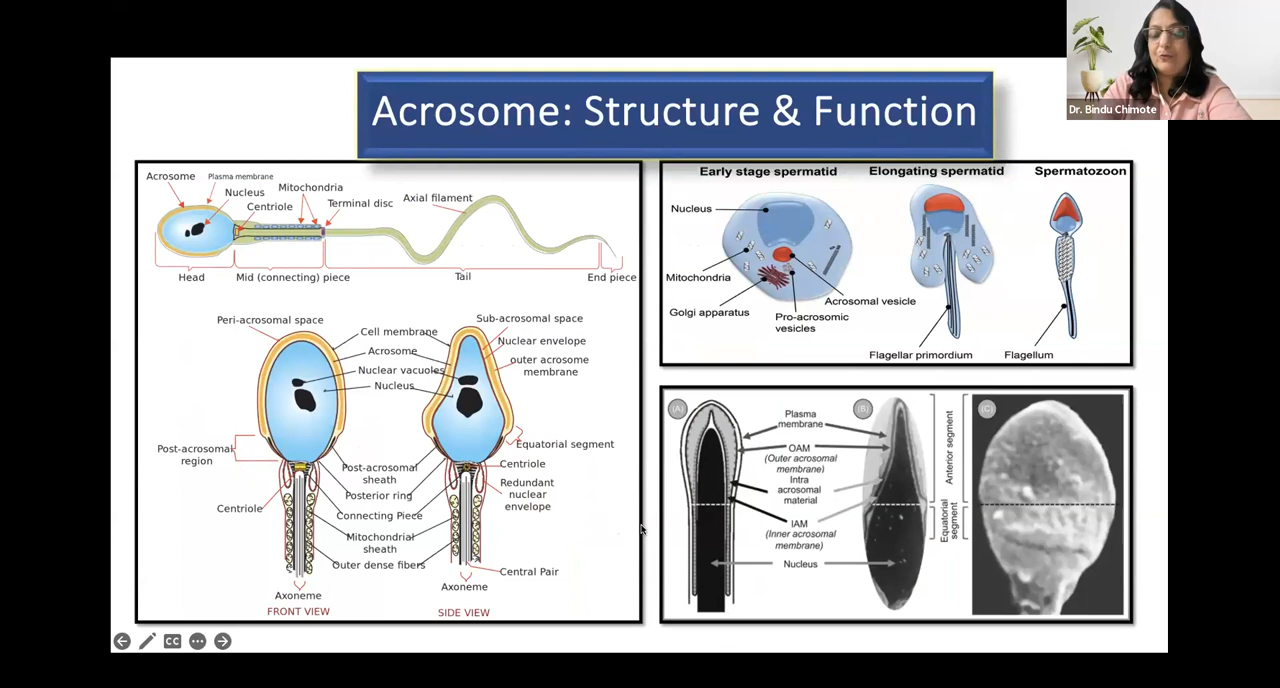 Dr. Bindu Chimote
Acrosome: Structure & Function
Acrosome
Plasma membrane
Nucleus
Mitochondria
Centriole
Terminal disc
Axial filament
Head
Mid (connecting) piece
Tail
End piece
Peri-acrosomal space
Sub-acrosomal space
Cell membrane
Nuclear envelope
Acrosome
outer acrosome
membrane
Nuclear vacuoles
Nucleus
Equatorial segment
Post-acrosomal
region
Post-acrosomal
sheath
Centriole
Posterior ring
Redundant
nuclear
envelope
Centriole
Connecting Piece
Mitochondrial
sheath
Outer dense fibers
Central Pair
Axoneme
Axoneme
FRONT VIEW
SIDE VIEW
Early stage spermatid
Elongating spermatid
Spermatozoon
Nucleus
Mitochondria
Golgi apparatus
Acrosomal vesicle
Pro-acrosomic
vesicles
Flagellar primordium
Flagellum
(A)
(B)
(C)
Plasma
membrane
OAM
(Outer acrosomal
membrane)
Intra
acrosomal
material
IAM
(Inner acrosomal
membrane)
Nucleus
Anterior segment
Equatorial
segment
CC